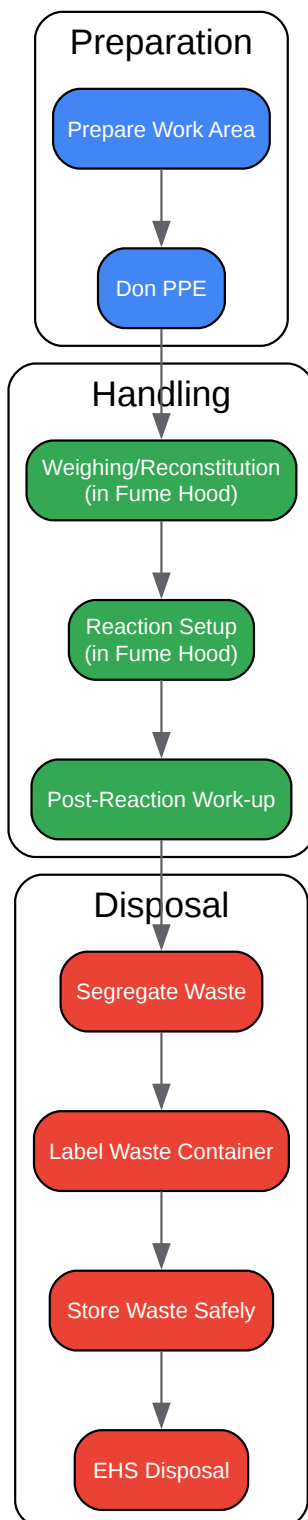 Preparation
Prepare Work Area
Don PPE
Handling
Weighing/Reconstitution
(in Fume Hood)
Reaction Setup
(in Fume Hood)
Post-Reaction Work-up
Disposal
Segregate Waste
Label Waste Container
Store Waste Safely
EHS Disposal